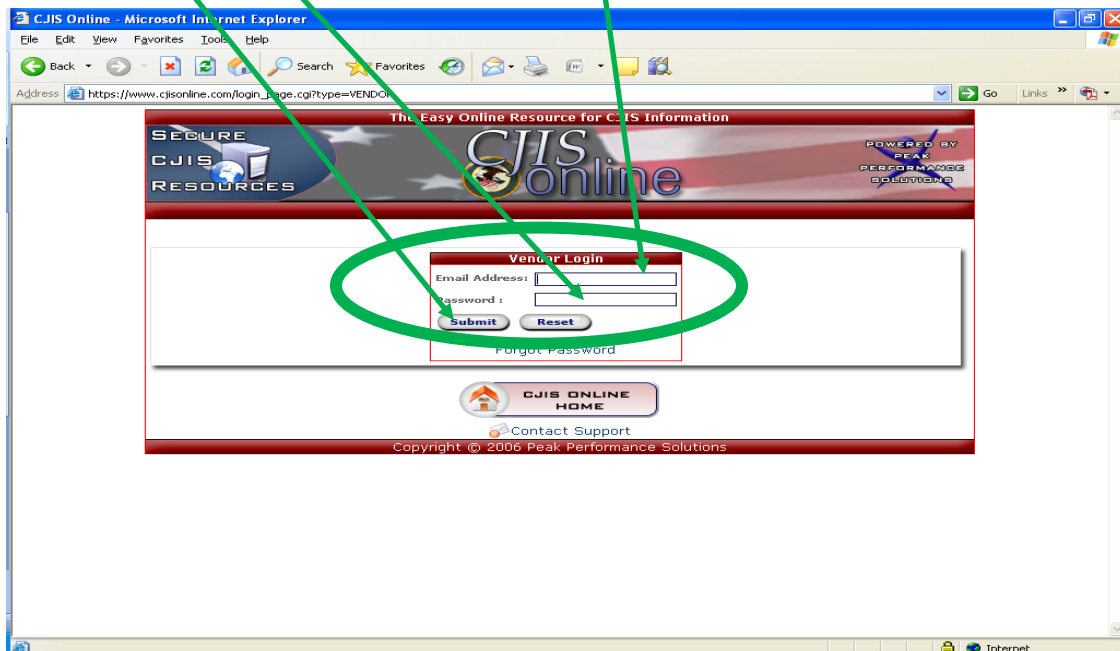 CJIS Online - Microsoft Internet Explorer
File Edit View Favorites Tools Help
Back Search Favorites
Address https://www.cjisonline.com/login_page.cgi?type=VENDOR Go Links
The Easy Online Resource for CJIS Information
SECURE
CJIS
RESOURCES
CJIS
online
POWERED BY
PEAK
PERFORMANCE
SOLUTIONS
Vendor Login
Email Address:
Password :
Submit Reset
Forgot Password
CJIS ONLINE
HOME
Contact Support
Copyright © 2006 Peak Performance Solutions
Internet